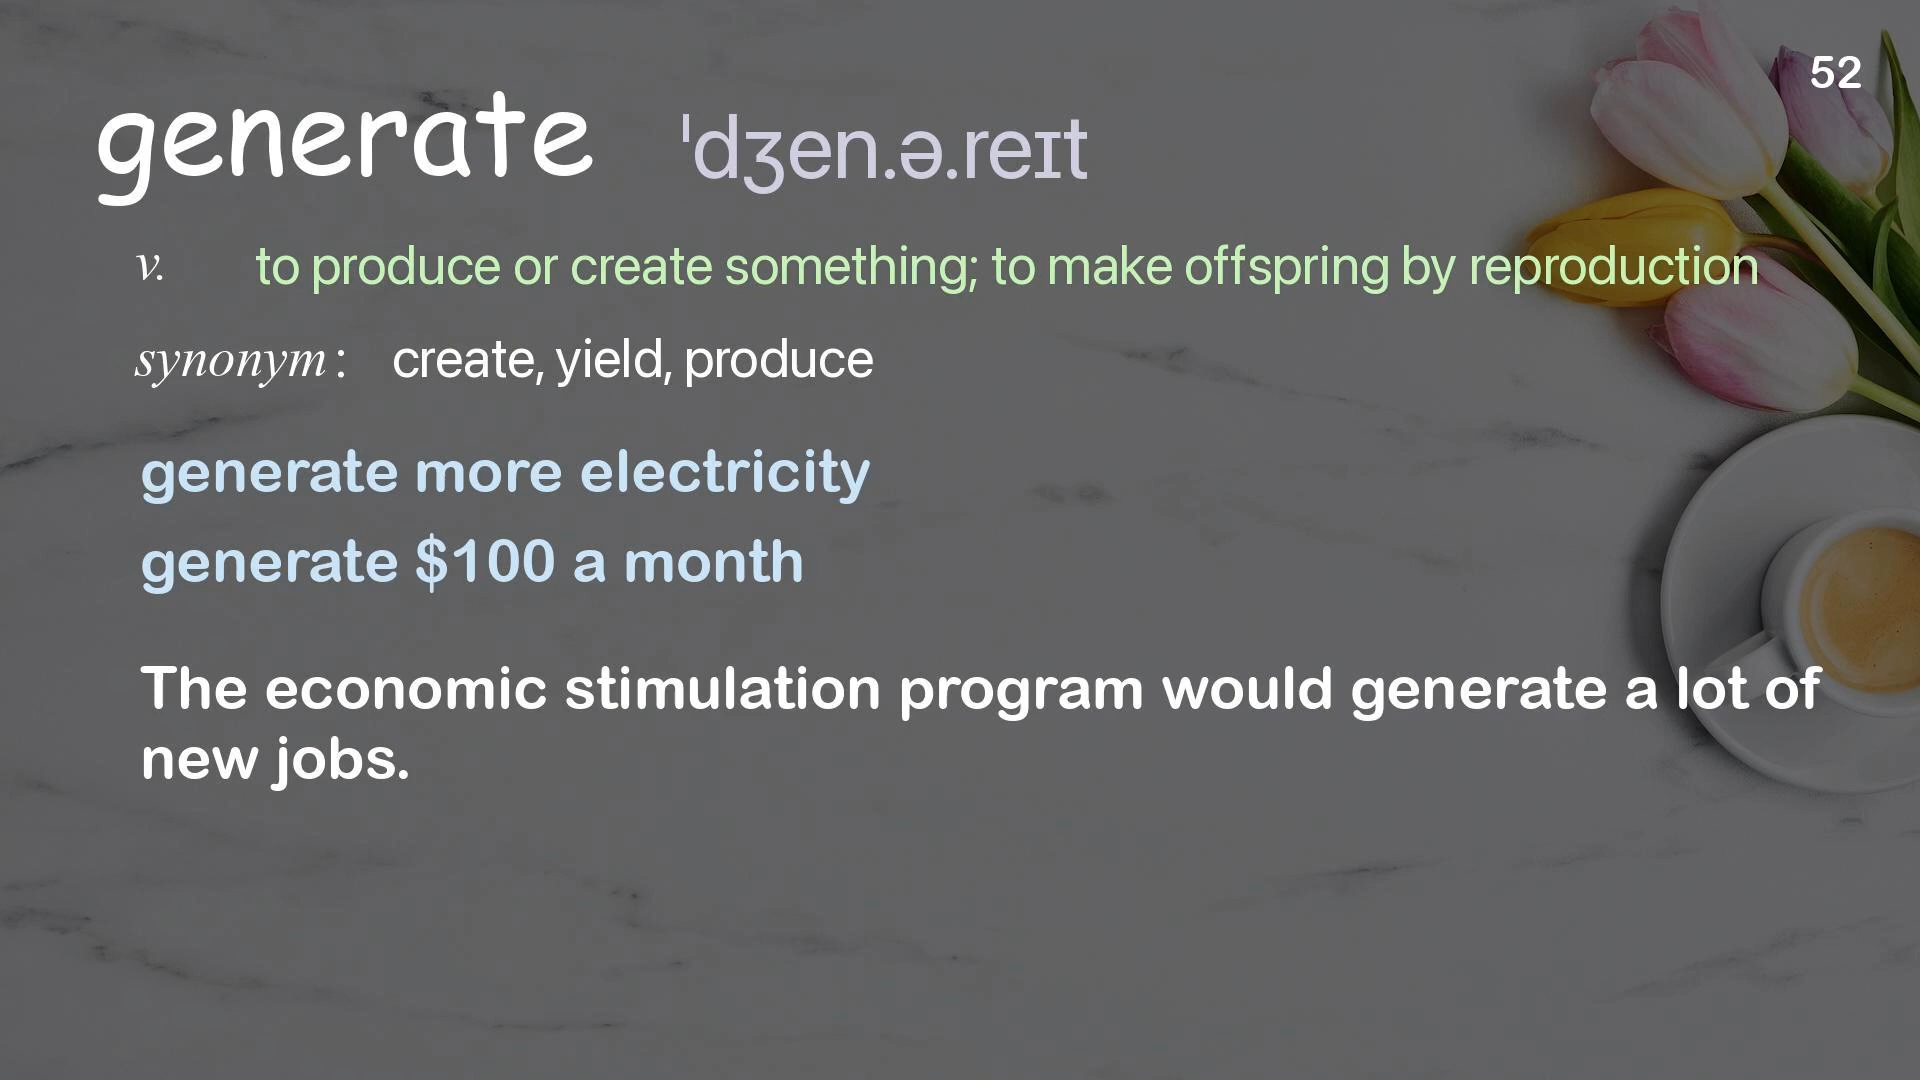 52
generate ˈdʒen.ə.reɪt
v. to produce or create something; to make offspring by reproduction
synonym : create, yield, produce
generate more electricity
generate $100 a month
The economic stimulation program would generate a lot of
new jobs.